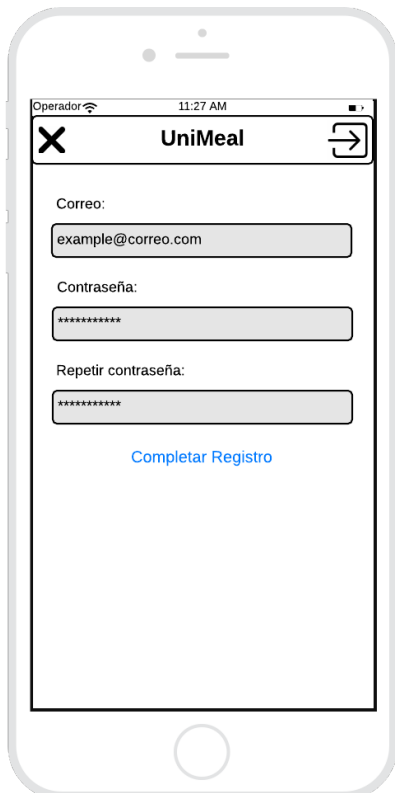 Operador 11:27 AM
UniMeal
Correo:
example@correo.com
Contraseña:
***********
Repetir contraseña:
***********
Completar Registro